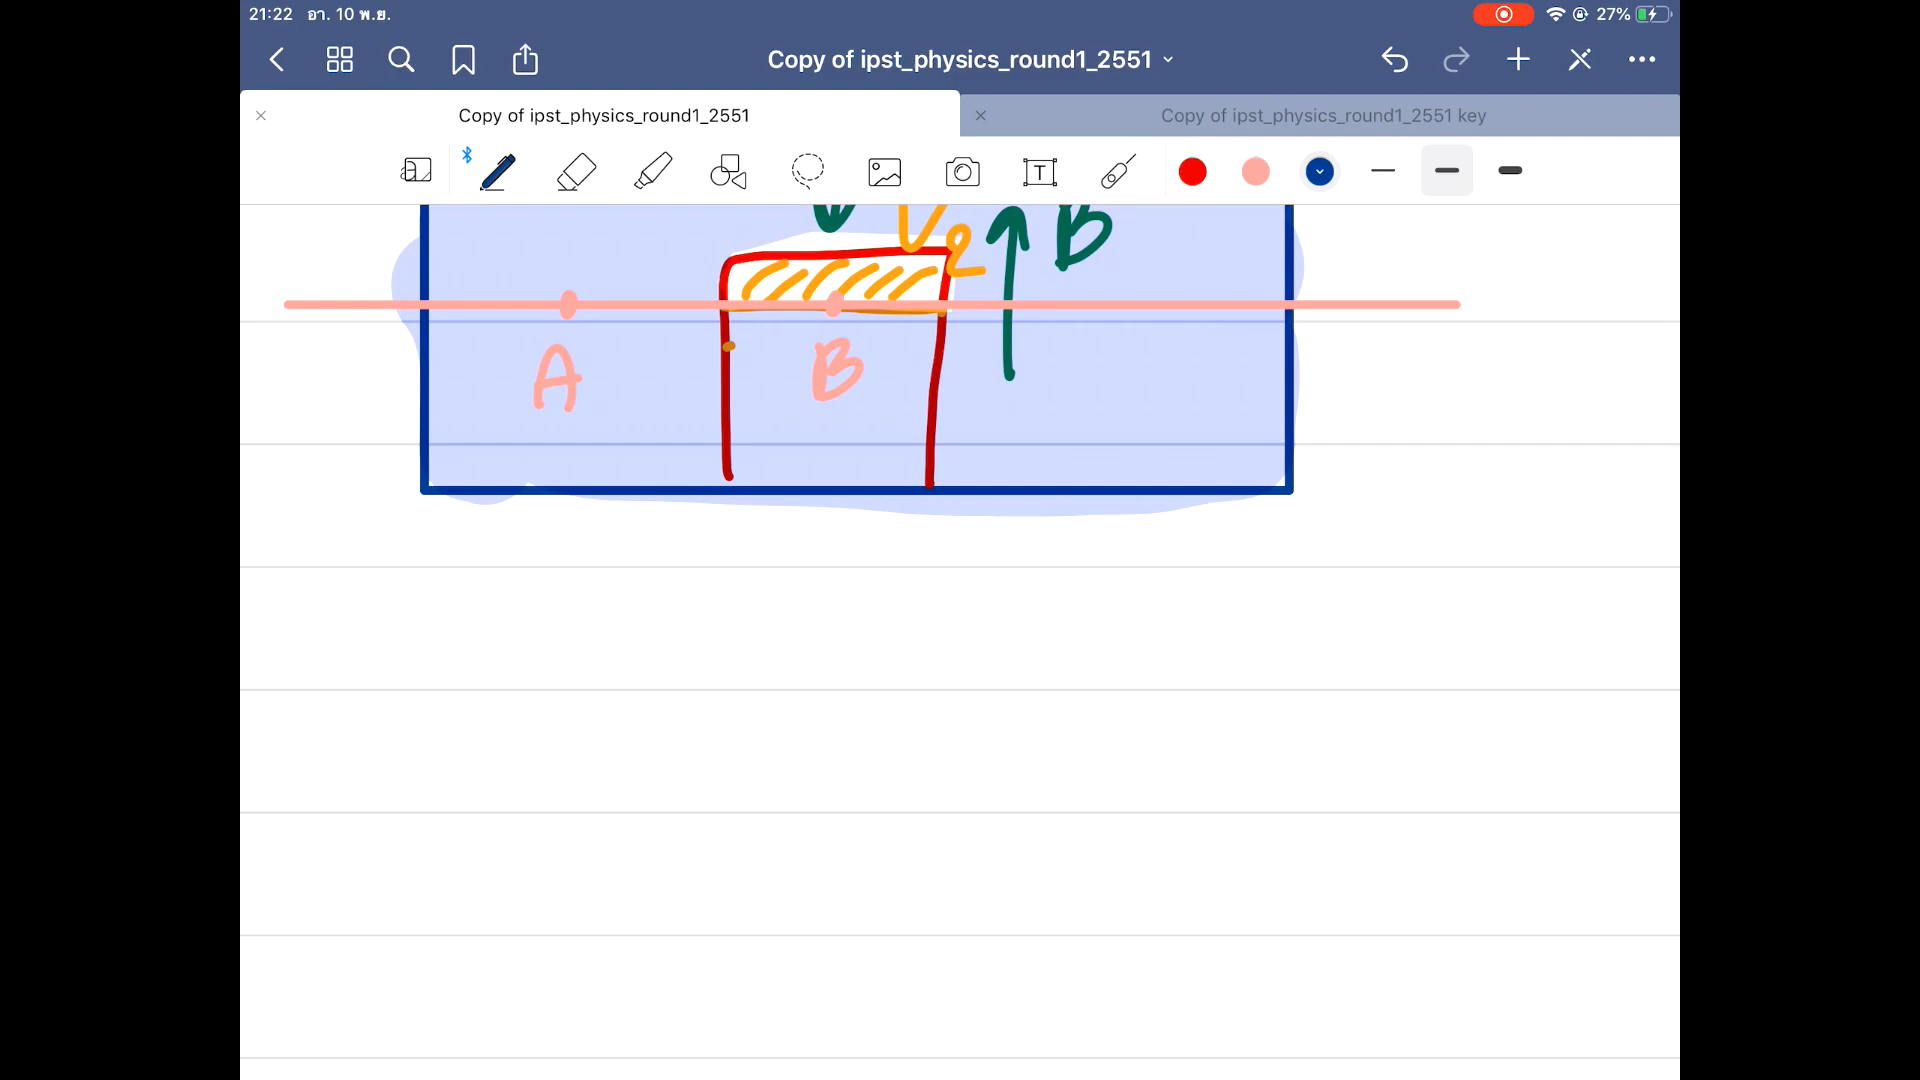 21:22 อา. 10 พ.ย. 27%
Copy of ipst_physics_round1_2551
Copy of ipst_physics_round1_2551 Copy of ipst_physics_round1_2551 key
a T
V2 B
A B